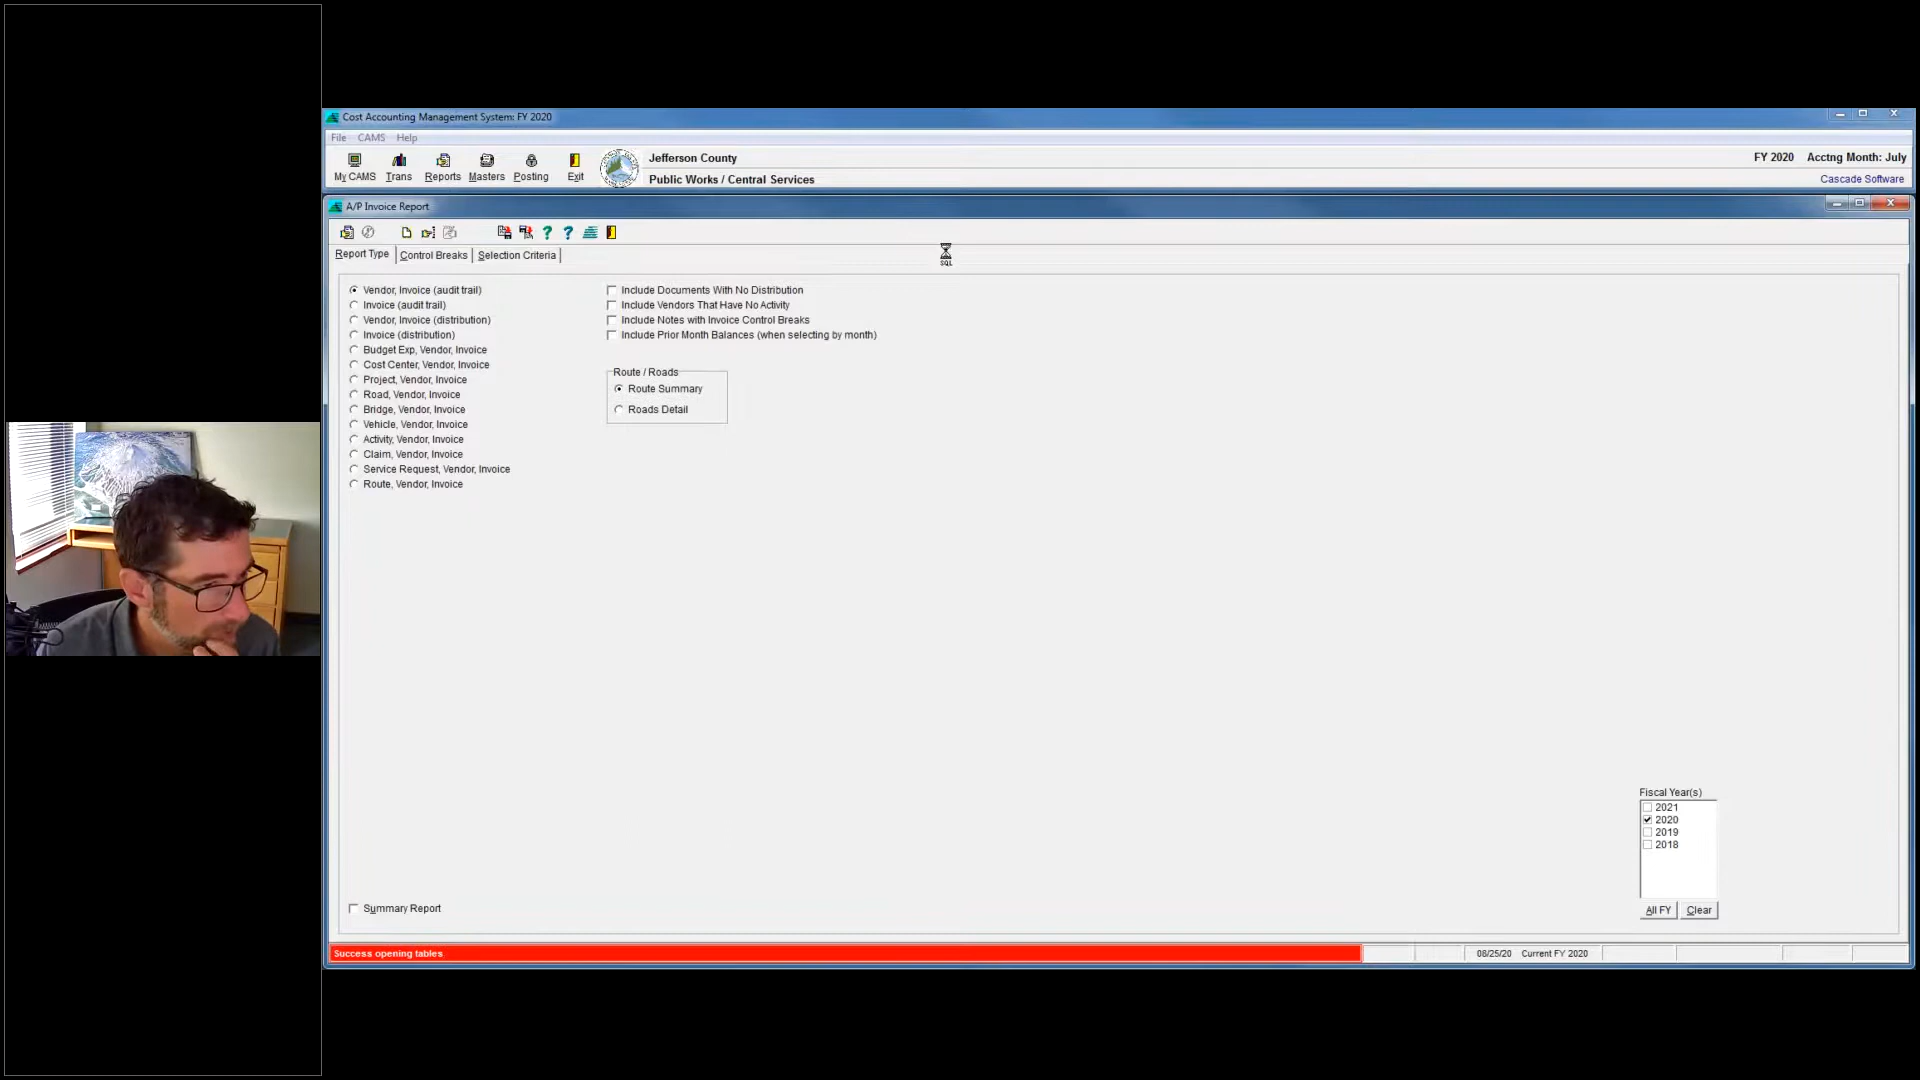 Cost Accounting Management System: FY 2020
File CAMS Help
My CAMS Trans Reports Masters Posting Exit
Jefferson County
Public Works / Central Services
FY 2020 Acctng Month: July
Cascade Software
A/P Invoice Report
Report Type Control Breaks Selection Criteria
SQL
Vendor, Invoice (audit trail)
Invoice (audit trail)
Vendor, Invoice (distribution)
Invoice (distribution)
Budget Exp, Vendor, Invoice
Cost Center, Vendor, Invoice
Project, Vendor, Invoice
Road, Vendor, Invoice
Bridge, Vendor, Invoice
Vehicle, Vendor, Invoice
Activity, Vendor, Invoice
Claim, Vendor, Invoice
Service Request, Vendor, Invoice
Route, Vendor, Invoice
Include Documents With No Distribution
Include Vendors That Have No Activity
Include Notes with Invoice Control Breaks
Include Prior Month Balances (when selecting by month)
Route / Roads
Route Summary
Roads Detail
Fiscal Year(s)
2021
2020
2019
2018
All FY Clear
Summary Report
Success opening tables
08/25/20 Current FY 2020